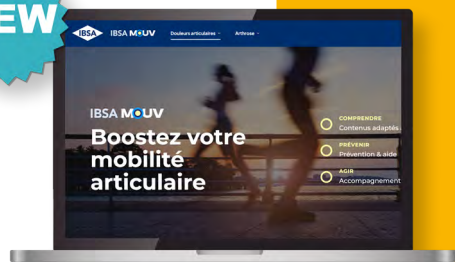 EW
IBSA
IBSA MOUV
Douleurs articulaires
Arthrose
IBSA MOUV
Boostez votre
mobilité
articulaire
COMPRENDRE
Contenus adaptés
PRÉVENIR
Prévention & aide
AGIR
Accompagnement